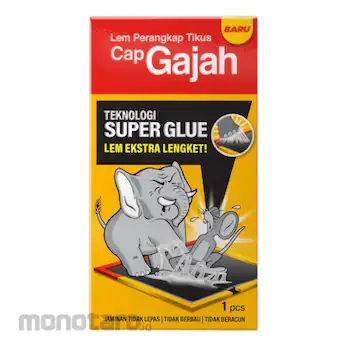 BARU
Lem Perangkap Tikus
Cap
Gajah
TEKNOLOGI
SUPER GLUE
LEM EKSTRA LENGKET!
1 pcs
JAMINAN TIDAK LEPAS | TIDAK BERBAU | TIDAK BERACUN
monotaro.id